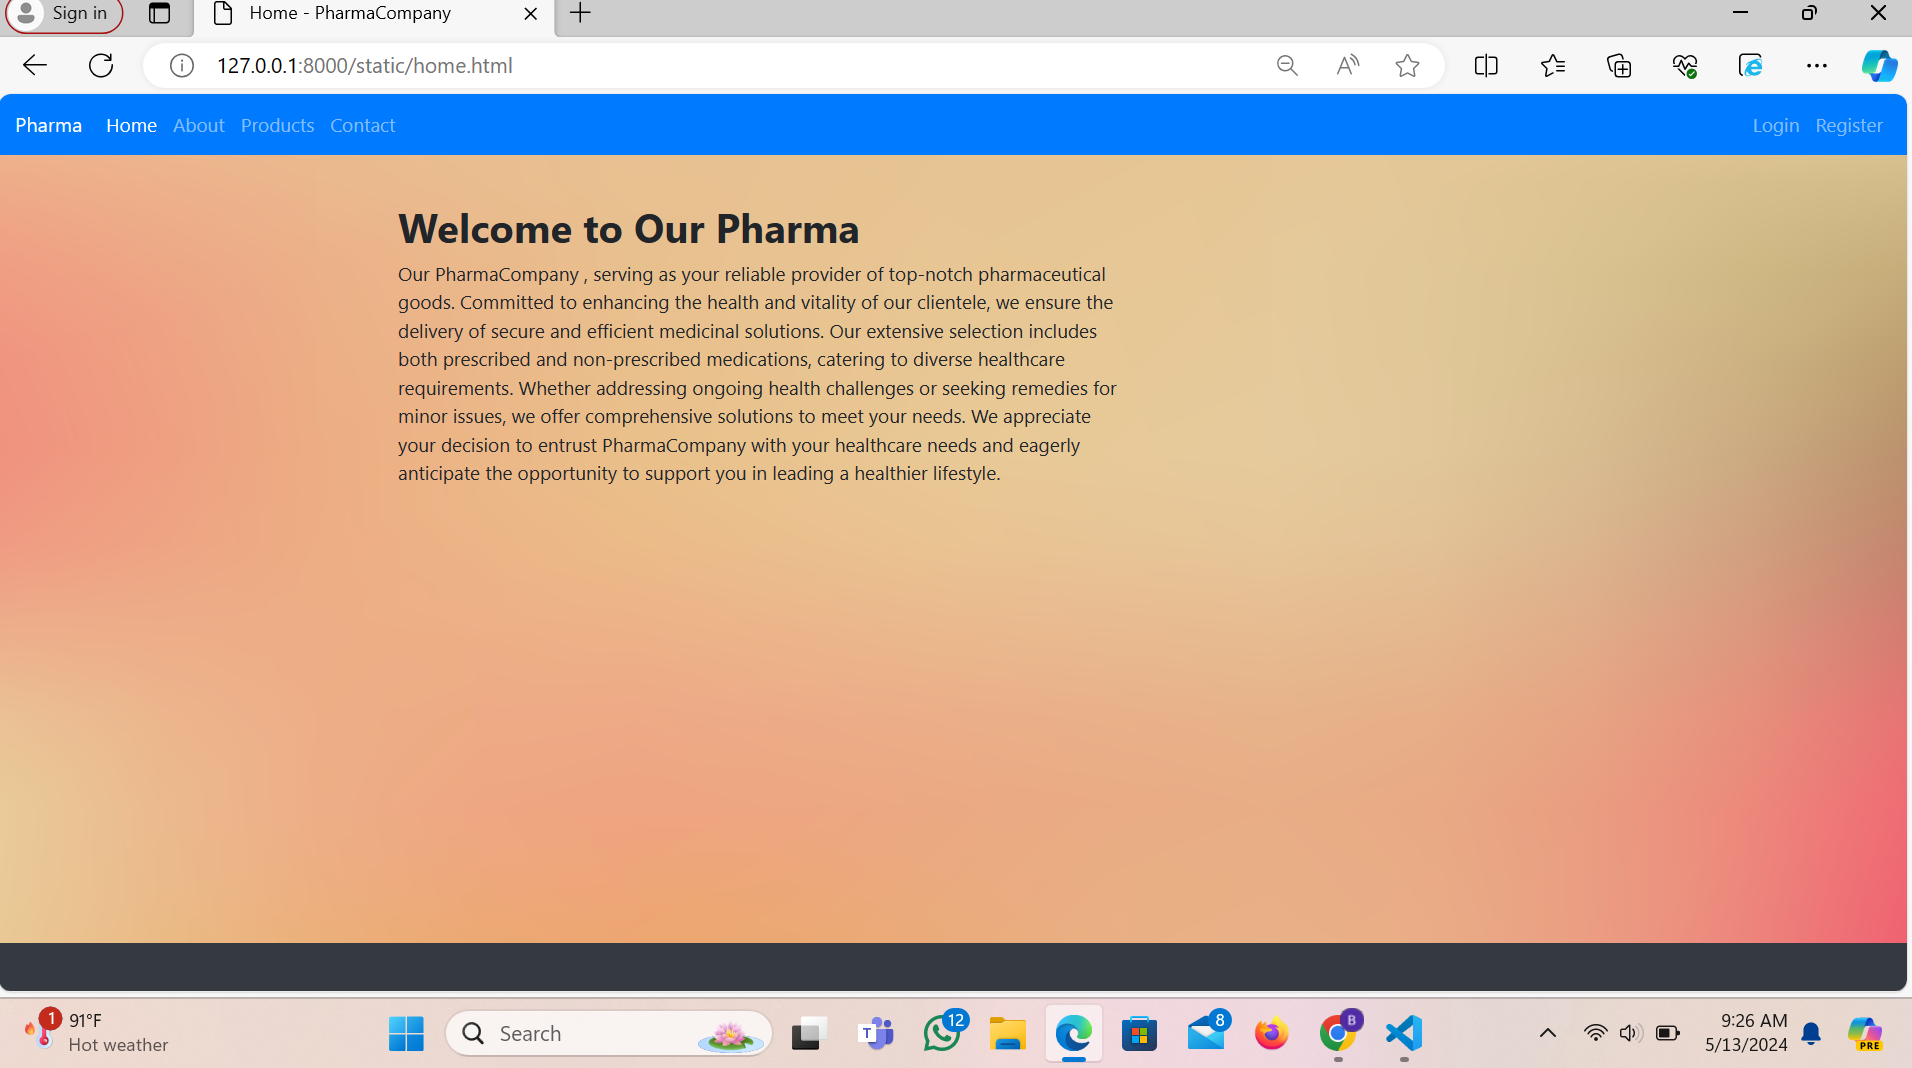 Sign in
Home - PharmaCompany
127.0.0.1:8000/static/home.html
Pharma Home About Products Contact Login Register
Welcome to Our Pharma
Our PharmaCompany , serving as your reliable provider of top-notch pharmaceutical
goods. Committed to enhancing the health and vitality of our clientele, we ensure the
delivery of secure and efficient medicinal solutions. Our extensive selection includes
both prescribed and non-prescribed medications, catering to diverse healthcare
requirements. Whether addressing ongoing health challenges or seeking remedies for
minor issues, we offer comprehensive solutions to meet your needs. We appreciate
your decision to entrust PharmaCompany with your healthcare needs and eagerly
anticipate the opportunity to support you in leading a healthier lifestyle.
1
91°F
Hot weather
Search
T
12
8
B
9:26 AM
5/13/2024
PRE